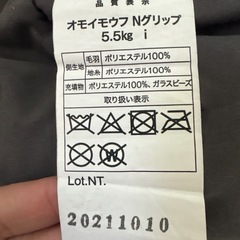 品質表示
オモイモウフ Nグリップ
5.5kg i
側生地 毛羽 ポリエステル100%
地糸 ポリエステル100%
充填物 ポリエステル100%、ガラスビーズ
取り扱い表示
Lot.NT.
20211010